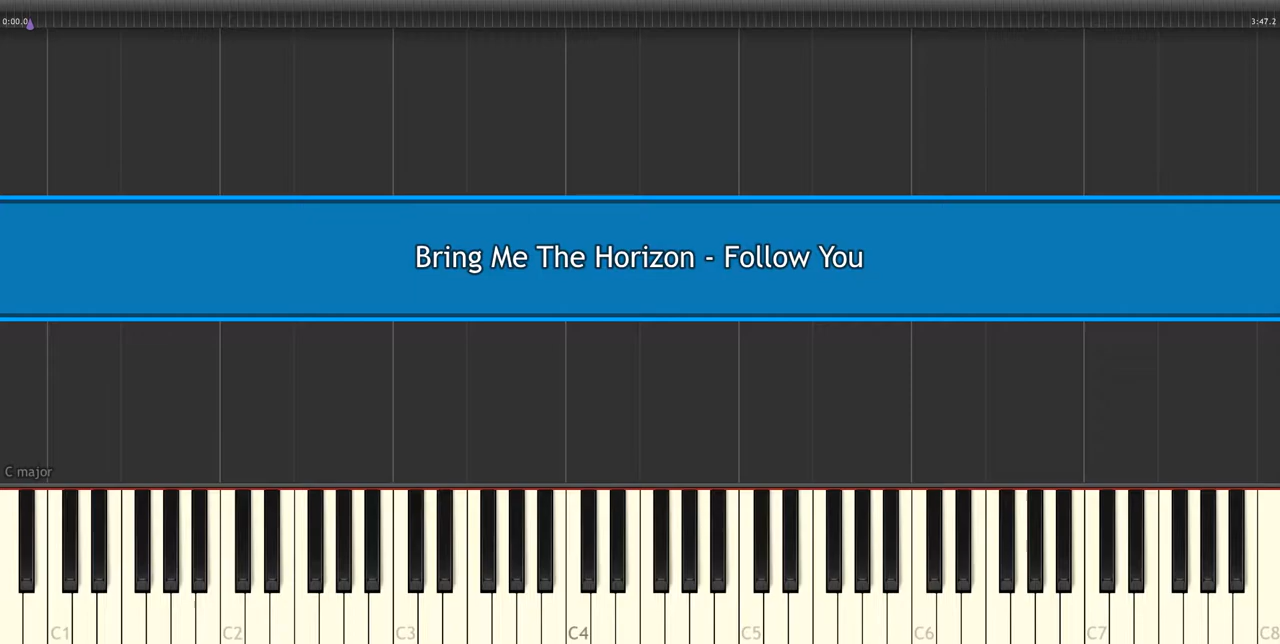 0:00.0
3:47.2
Bring Me The Horizon - Follow You
C major
C1 C2 C3 C4 C5 C6 C7 C8